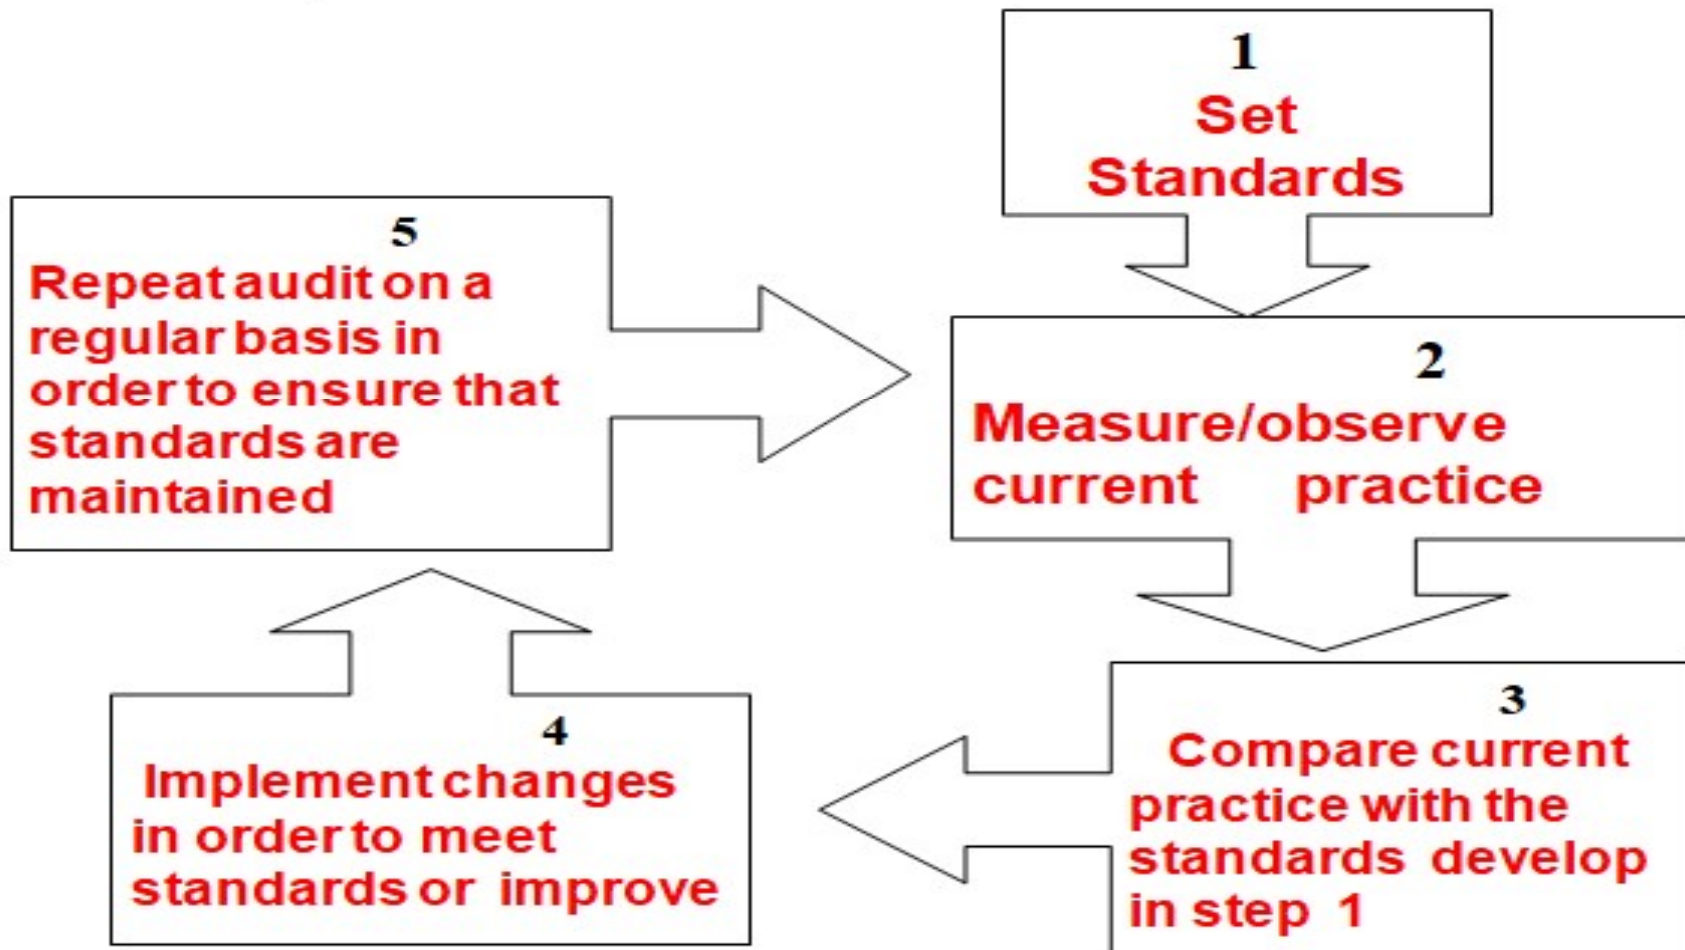 1
Set
Standards
2
Measure/observe
current practice
3
Compare current
practice with the
standards develop
in step 1
4
Implement changes
in order to meet
standards or improve
5
Repeat audit on a
regular basis in
order to ensure that
standards are
maintained